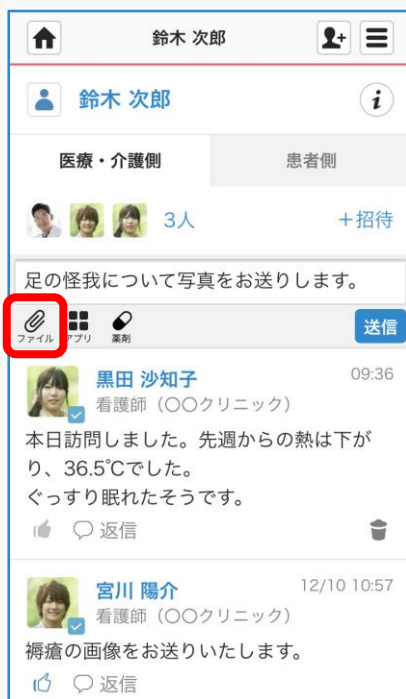 鈴木 次郎
鈴木 次郎
i
医療・介護側
患者側
3人
＋招待
足の怪我について写真をお送りします。
ファイル
アプリ
薬剤
送信
黒田 沙知子
09:36
看護師（〇〇クリニック）
本日訪問しました。先週からの熱は下が
り、36.5℃でした。
ぐっすり眠れたそうです。
返信
宮川 陽介
12/10 10:57
看護師（〇〇クリニック）
褥瘡の画像をお送りいたします。
返信